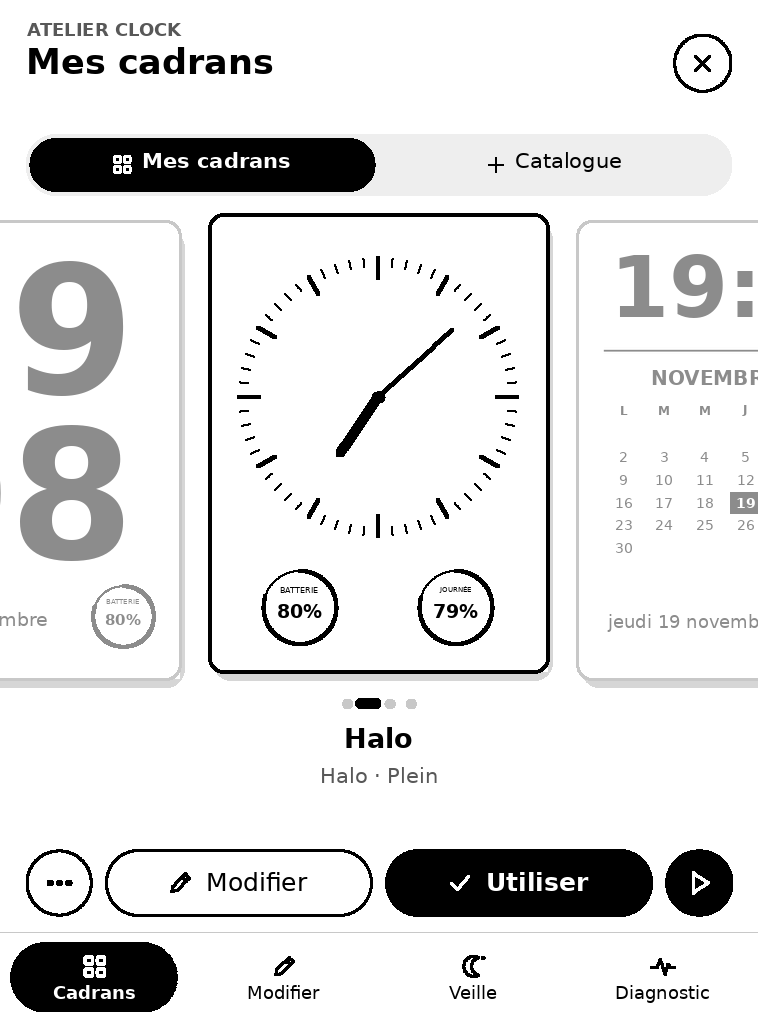 ATELIER CLOCK
Mes cadrans
Mes cadrans
Catalogue
9
8
mbre
BATTERIE
80%
BATTERIE
80%
JOURNÉE
79%
19:
NOVEMBR
L M M J
2 3 4 5
9 10 11 12
16 17 18 19
23 24 25 26
30
jeudi 19 novemb
Halo
Halo · Plein
Modifier
Utiliser
Cadrans
Modifier
Veille
Diagnostic